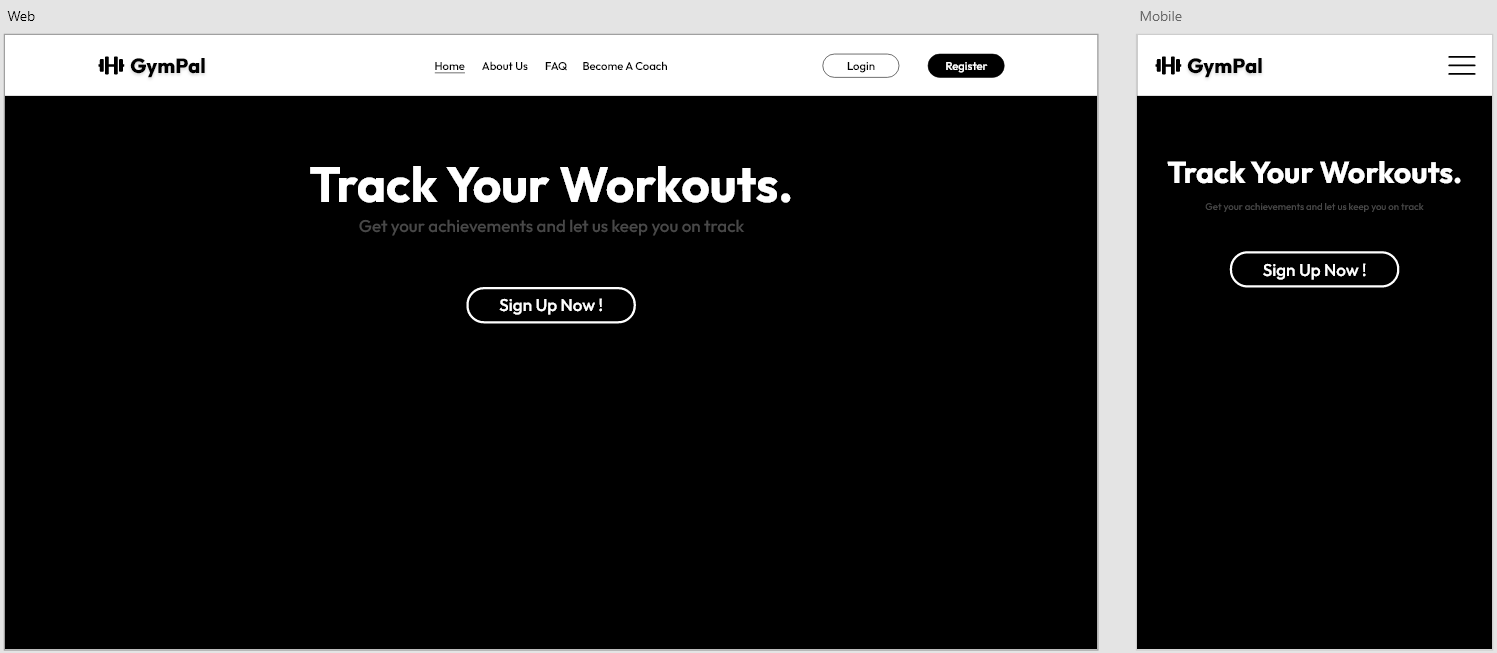 Web
GymPal
Home About Us FAQ Become A Coach
Login
Register
Track Your Workouts.
Get your achievements and let us keep you on track
Sign Up Now !
Mobile
GymPal
Track Your Workouts.
Get your achievements and let us keep you on track
Sign Up Now !